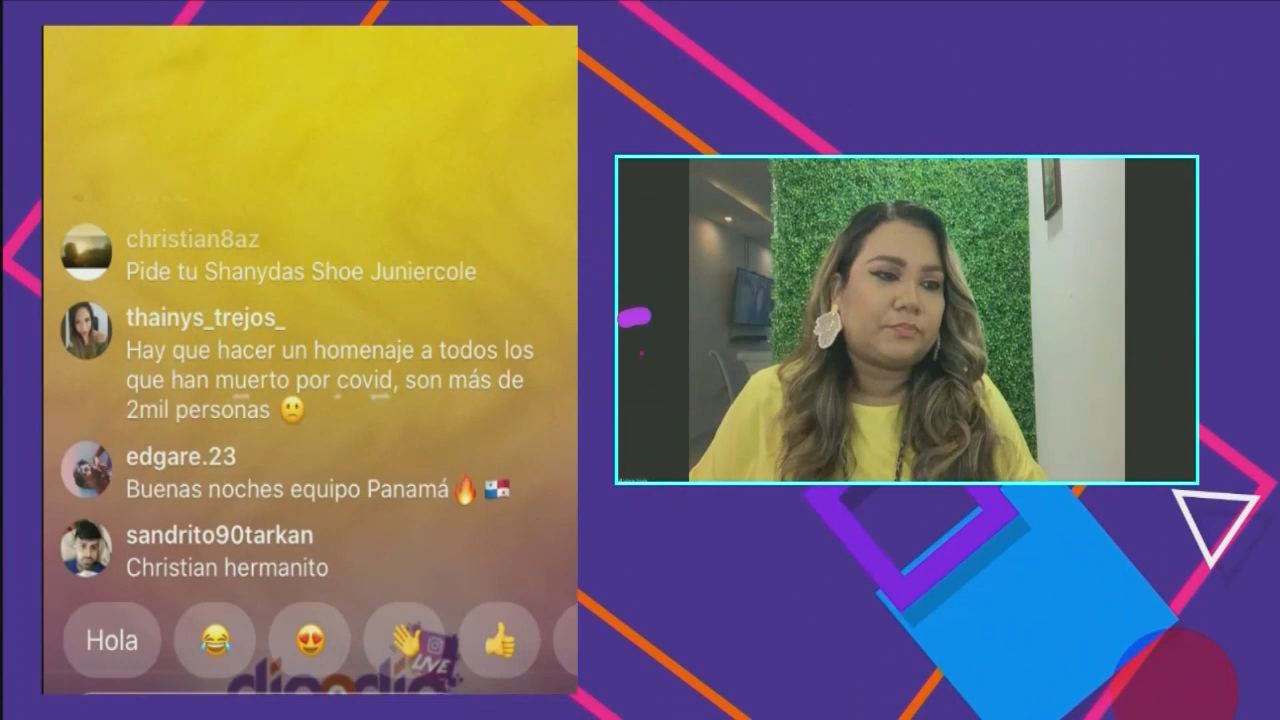 christian8az
Pide tu Shanydas Shoe Juniercole
thainys_trejos_
Hay que hacer un homenaje a todos los
que han muerto por covid, son más de
2mil personas 🙁
edgare.23
Buenas noches equipo Panamá🔥🇵🇦
sandrito90tarkan
Christian hermanito
Hola
LIVE